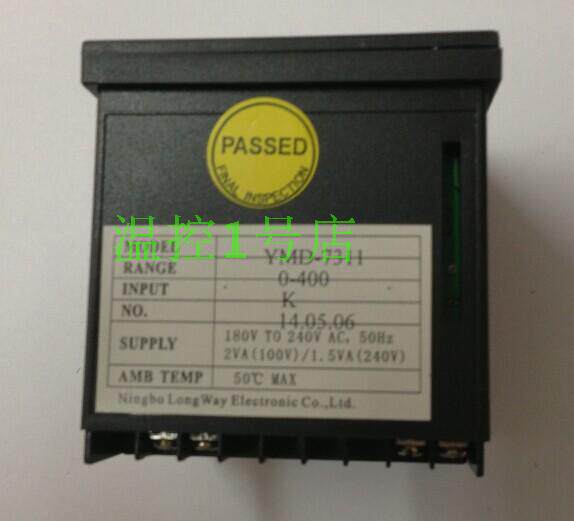 PASSED
FINAL INSPECTION
温控1号店
MODEL YMD-7311
RANGE 0-400
INPUT K
NO. 14.05.06
SUPPLY 180V TO 240V AC, 50Hz
2VA(100V)/1.5VA(240V)
AMB TEMP 50℃ MAX
Ningbo LongWay Electronic Co.,Ltd.